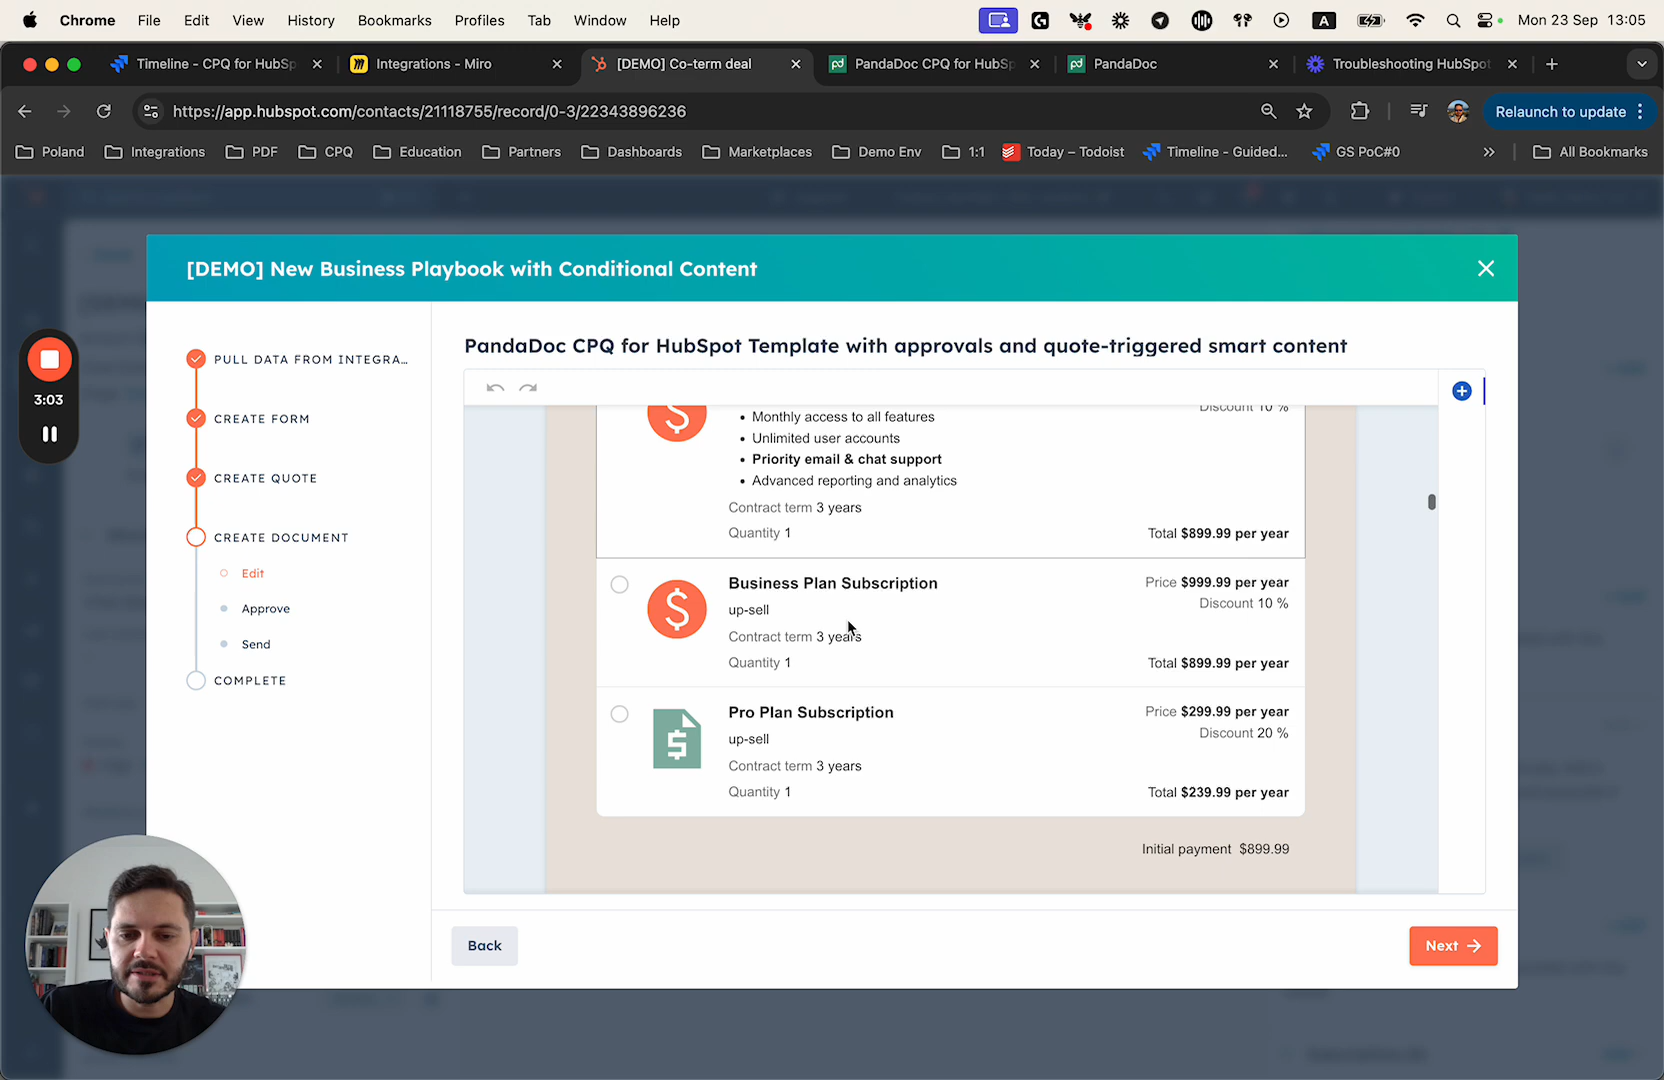 Chrome File Edit View History Bookmarks Profiles Tab Window Help A Mon 23 Sep 13:05
Timeline - CPQ for HubSp Integrations - Miro [DEMO] Co-term deal PandaDoc CPQ for HubSp PandaDoc Troubleshooting HubSpot
https://app.hubspot.com/contacts/21118755/record/0-3/22343896236 Relaunch to update
Poland Integrations PDF CPQ Education Partners Dashboards Marketplaces Demo Env 1:1 Today – Todoist Timeline - Guided... GS PoC#0 » All Bookmarks
[DEMO] New Business Playbook with Conditional Content
3:03
PULL DATA FROM INTEGRA...
CREATE FORM
CREATE QUOTE
CREATE DOCUMENT
Edit
Approve
Send
COMPLETE
PandaDoc CPQ for HubSpot Template with approvals and quote-triggered smart content
Discount 10 %
• Monthly access to all features
• Unlimited user accounts
• Priority email & chat support
• Advanced reporting and analytics
Contract term 3 years
Quantity 1 Total $899.99 per year
Business Plan Subscription Price $999.99 per year
up-sell Discount 10 %
Contract term 3 years
Quantity 1 Total $899.99 per year
Pro Plan Subscription Price $299.99 per year
up-sell Discount 20 %
Contract term 3 years
Quantity 1 Total $239.99 per year
Initial payment $899.99
Back Next